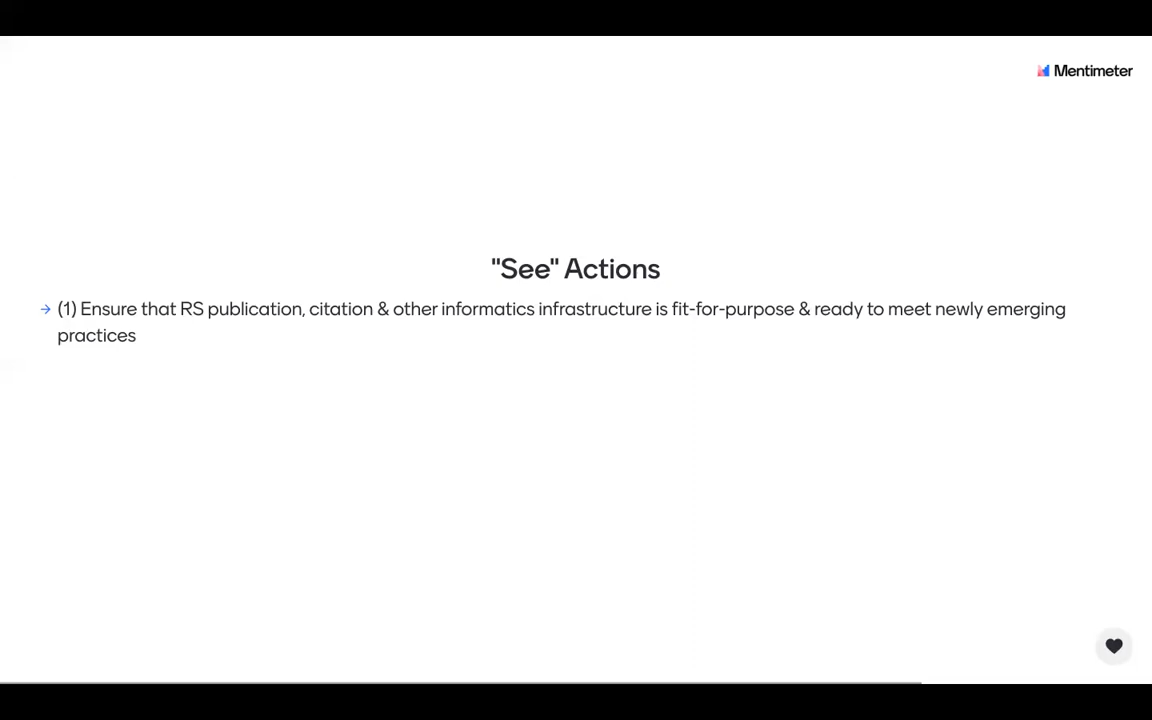 Mentimeter
"See" Actions
→ (1) Ensure that RS publication, citation & other informatics infrastructure is fit-for-purpose & ready to meet newly emerging
practices